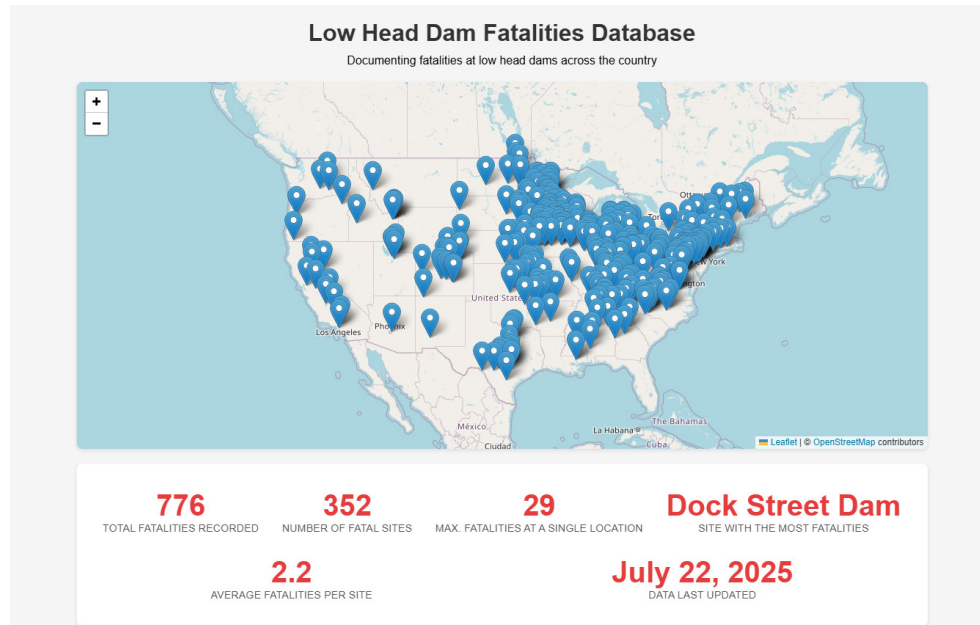 Low Head Dam Fatalities Database
Documenting fatalities at low head dams across the country
+
−
Ottawa
New York
United States
Los Angeles
Phoenix
México
Ciudad
La Habana
The Bahamas
Cuba
Leaflet | © OpenStreetMap contributors
776
TOTAL FATALITIES RECORDED
352
NUMBER OF FATAL SITES
29
MAX. FATALITIES AT A SINGLE LOCATION
Dock Street Dam
SITE WITH THE MOST FATALITIES
2.2
AVERAGE FATALITIES PER SITE
July 22, 2025
DATA LAST UPDATED